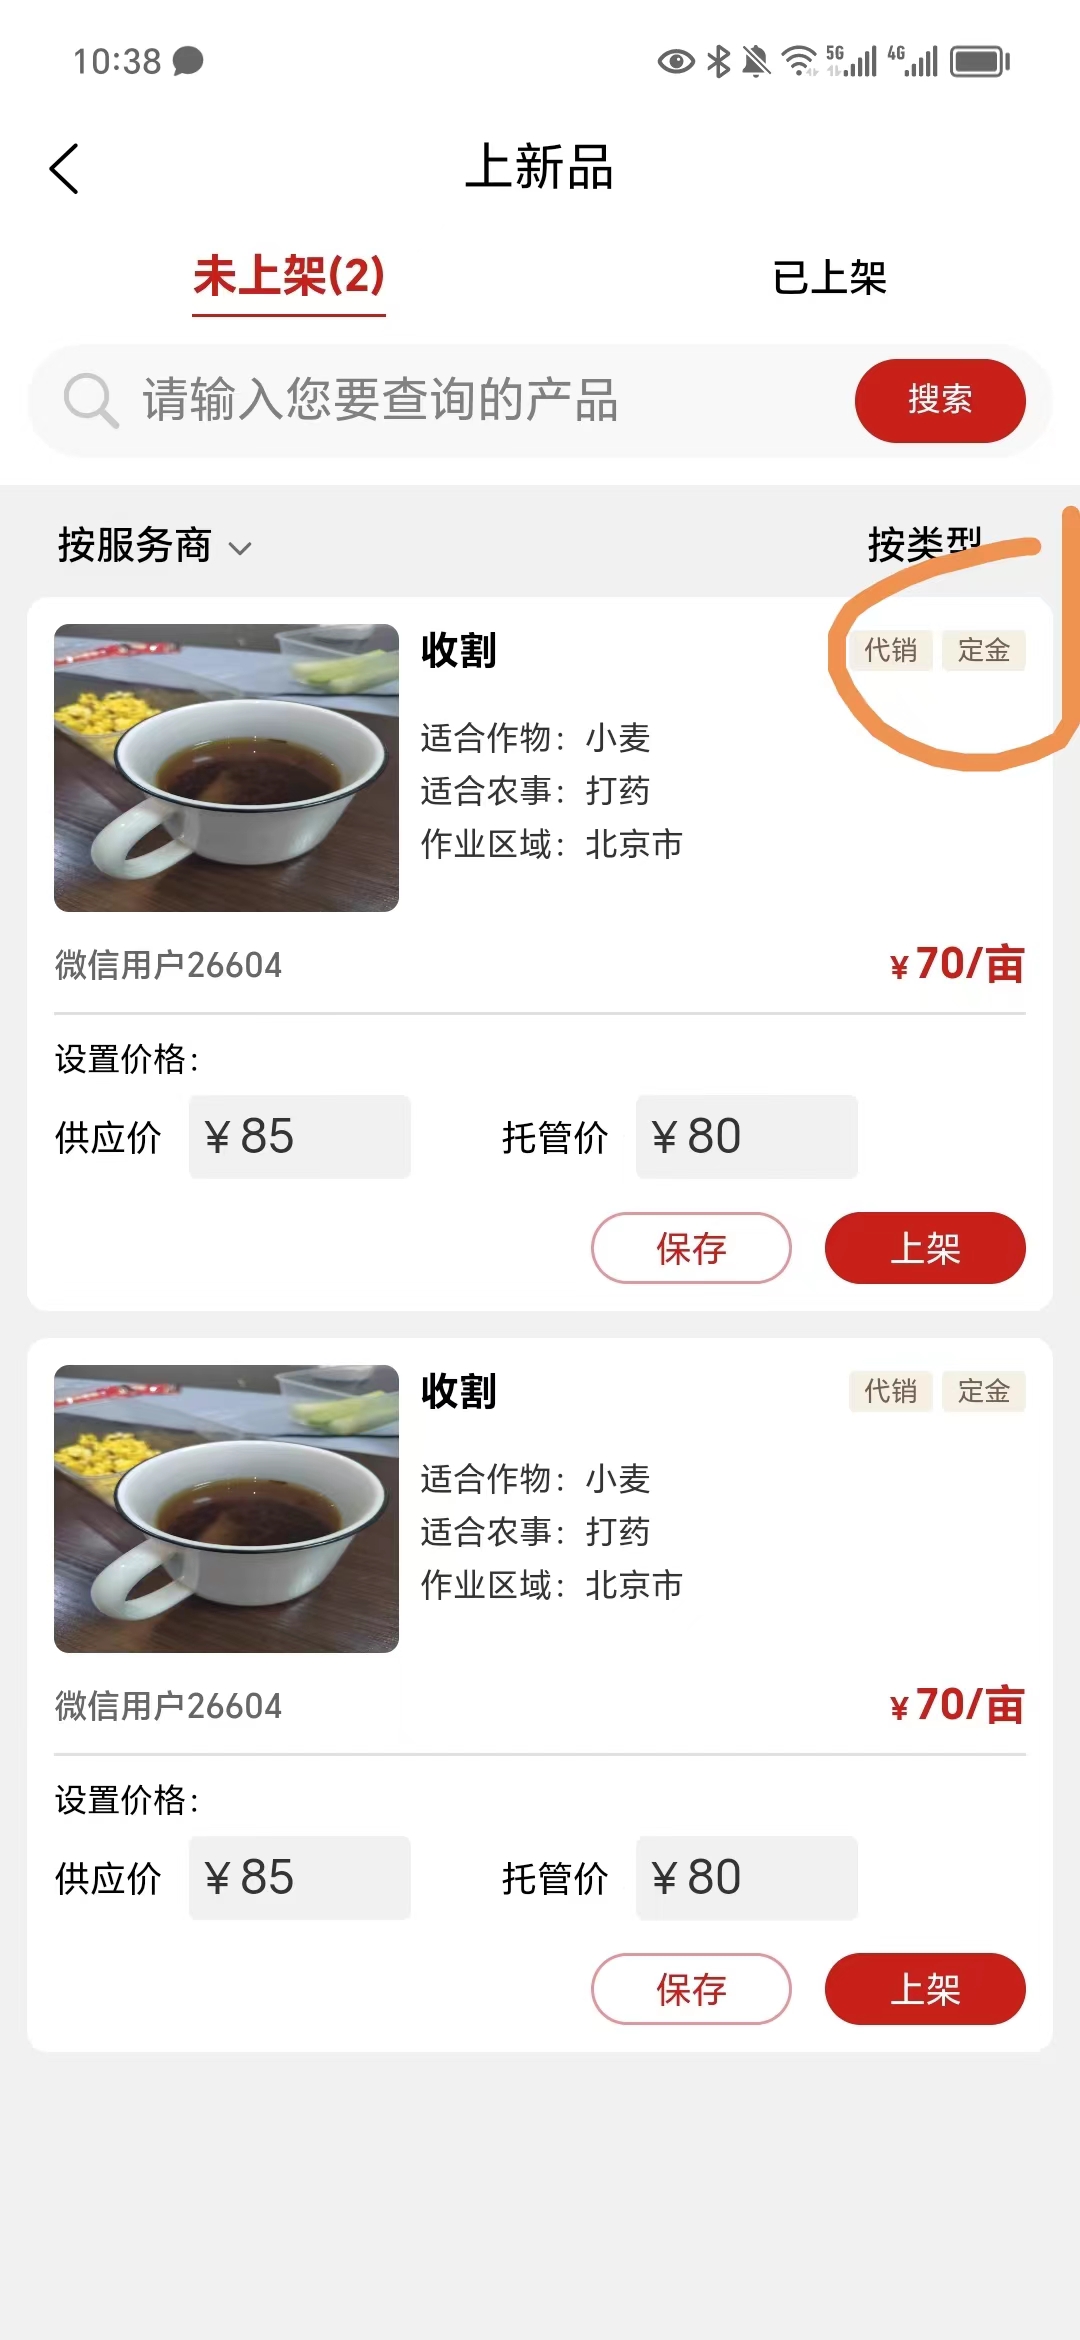 10:38
5G 4G
上新品
未上架(2) 已上架
请输入您要查询的产品 搜索
按服务商 按类型
收割 代销 定金
适合作物：小麦
适合农事：打药
作业区域：北京市
微信用户26604 ¥70/亩
设置价格：
供应价 ¥85 托管价 ¥80
保存 上架
收割 代销 定金
适合作物：小麦
适合农事：打药
作业区域：北京市
微信用户26604 ¥70/亩
设置价格：
供应价 ¥85 托管价 ¥80
保存 上架